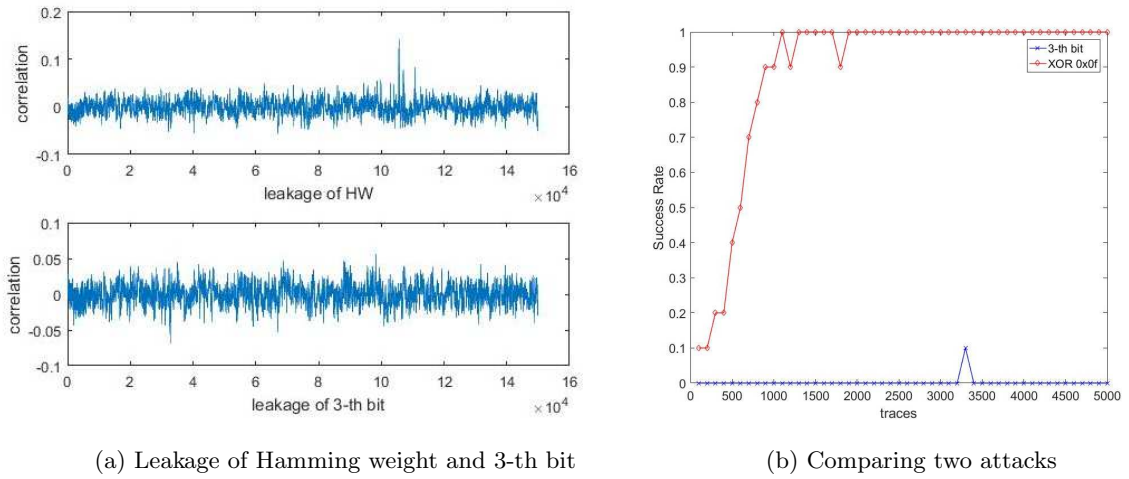 0.2
0.1
0
-0.1
correlation
0 2 4 6 8 10 12 14 16
leakage of HW
× 10^4
0.1
0.05
0
-0.05
-0.1
correlation
0 2 4 6 8 10 12 14 16
leakage of 3-th bit
× 10^4
(a) Leakage of Hamming weight and 3-th bit
1
0.9
0.8
0.7
0.6
0.5
0.4
0.3
0.2
0.1
0
Success Rate
3-th bit
XOR 0x0f
0 500 1000 1500 2000 2500 3000 3500 4000 4500 5000
traces
(b) Comparing two attacks